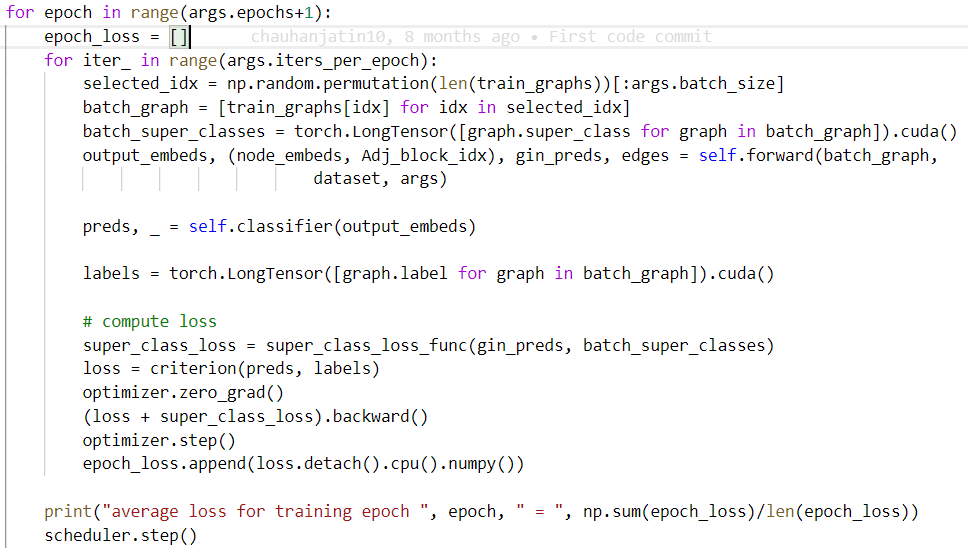 for epoch in range(args.epochs+1):
    epoch_loss = []    chauhanjatin10, 8 months ago • First code commit
    for iter_ in range(args.iters_per_epoch):
        selected_idx = np.random.permutation(len(train_graphs))[:args.batch_size]
        batch_graph = [train_graphs[idx] for idx in selected_idx]
        batch_super_classes = torch.LongTensor([graph.super_class for graph in batch_graph]).cuda()
        output_embeds, (node_embeds, Adj_block_idx), gin_preds, edges = self.forward(batch_graph,
                                dataset, args)
        preds, _ = self.classifier(output_embeds)
        labels = torch.LongTensor([graph.label for graph in batch_graph]).cuda()
        # compute loss
        super_class_loss = super_class_loss_func(gin_preds, batch_super_classes)
        loss = criterion(preds, labels)
        optimizer.zero_grad()
        (loss + super_class_loss).backward()
        optimizer.step()
        epoch_loss.append(loss.detach().cpu().numpy())
    print("average loss for training epoch ", epoch, " = ", np.sum(epoch_loss)/len(epoch_loss))
    scheduler.step()